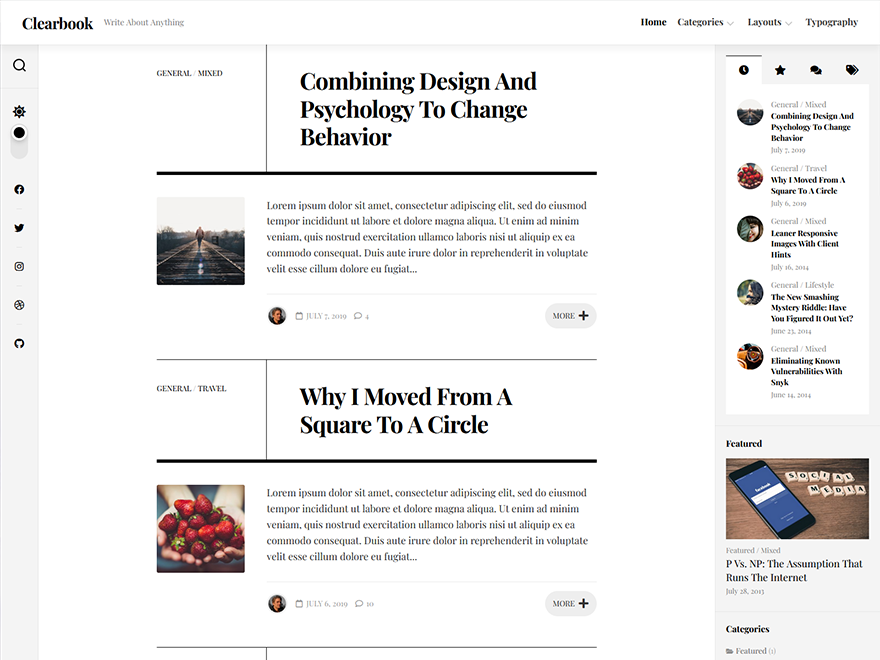 Clearbook
Write About Anything
Home
Categories
Layouts
Typography
GENERAL / MIXED
Combining Design And
Psychology To Change
Behavior
Lorem ipsum dolor sit amet, consectetur adipiscing elit, sed do eiusmod
tempor incididunt ut labore et dolore magna aliqua. Ut enim ad minim
veniam, quis nostrud exercitation ullamco laboris nisi ut aliquip ex ea
commodo consequat. Duis aute irure dolor in reprehenderit in voluptate
velit esse cillum dolore eu fugiat...
JULY 7, 2019
4
MORE
GENERAL / TRAVEL
Why I Moved From A
Square To A Circle
Lorem ipsum dolor sit amet, consectetur adipiscing elit, sed do eiusmod
tempor incididunt ut labore et dolore magna aliqua. Ut enim ad minim
veniam, quis nostrud exercitation ullamco laboris nisi ut aliquip ex ea
commodo consequat. Duis aute irure dolor in reprehenderit in voluptate
velit esse cillum dolore eu fugiat...
JULY 6, 2019
10
MORE
General / Mixed
Combining Design And
Psychology To Change
Behavior
July 7, 2019
General / Travel
Why I Moved From A
Square To A Circle
July 6, 2019
General / Mixed
Leaner Responsive
Images With Client
Hints
July 16, 2014
General / Lifestyle
The New Smashing
Mystery Riddle: Have
You Figured It Out Yet?
June 23, 2014
General / Mixed
Eliminating Known
Vulnerabilities With
Snyk
June 14, 2014
Featured
facebook
SOCIAL
MEDIA
Featured / Mixed
P Vs. NP: The Assumption That
Runs The Internet
July 28, 2013
Categories
Featured (1)